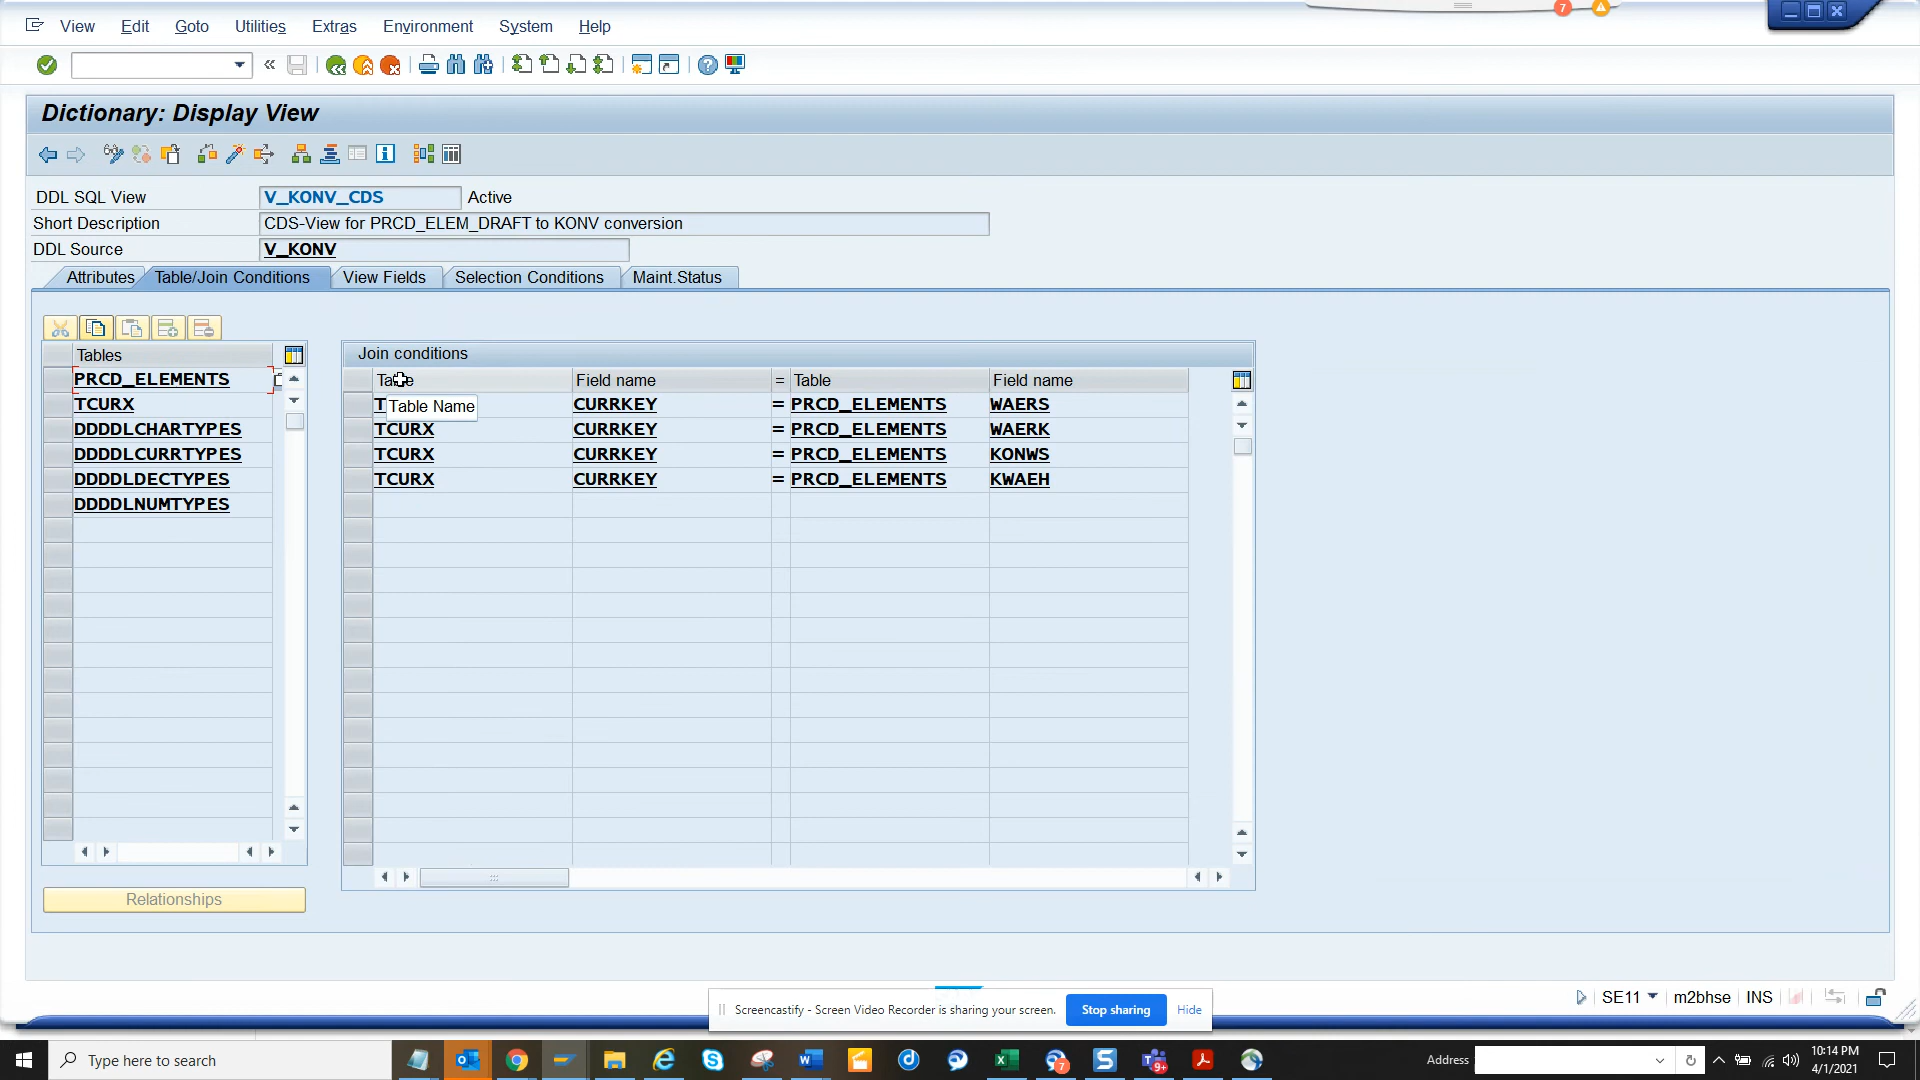 7
View Edit Goto Utilities Extras Environment System Help
Dictionary: Display View
DDL SQL View V_KONV_CDS Active
Short Description CDS-View for PRCD_ELEM_DRAFT to KONV conversion
DDL Source V_KONV
Attributes Table/Join Conditions View Fields Selection Conditions Maint.Status
Tables
PRCD_ELEMENTS
TCURX
DDDDLCHARTYPES
DDDDLCURRTYPES
DDDDLDECTYPES
DDDDLNUMTYPES
Relationships
Join conditions
Table Field name = Table Field name
T CURRKEY = PRCD_ELEMENTS WAERS
Table Name
TCURX CURRKEY = PRCD_ELEMENTS WAERK
TCURX CURRKEY = PRCD_ELEMENTS KONWS
TCURX CURRKEY = PRCD_ELEMENTS KWAEH
SE11 m2bhse INS
Screencastify - Screen Video Recorder is sharing your screen. Stop sharing Hide
Type here to search
7
9+
Address
10:14 PM
4/1/2021